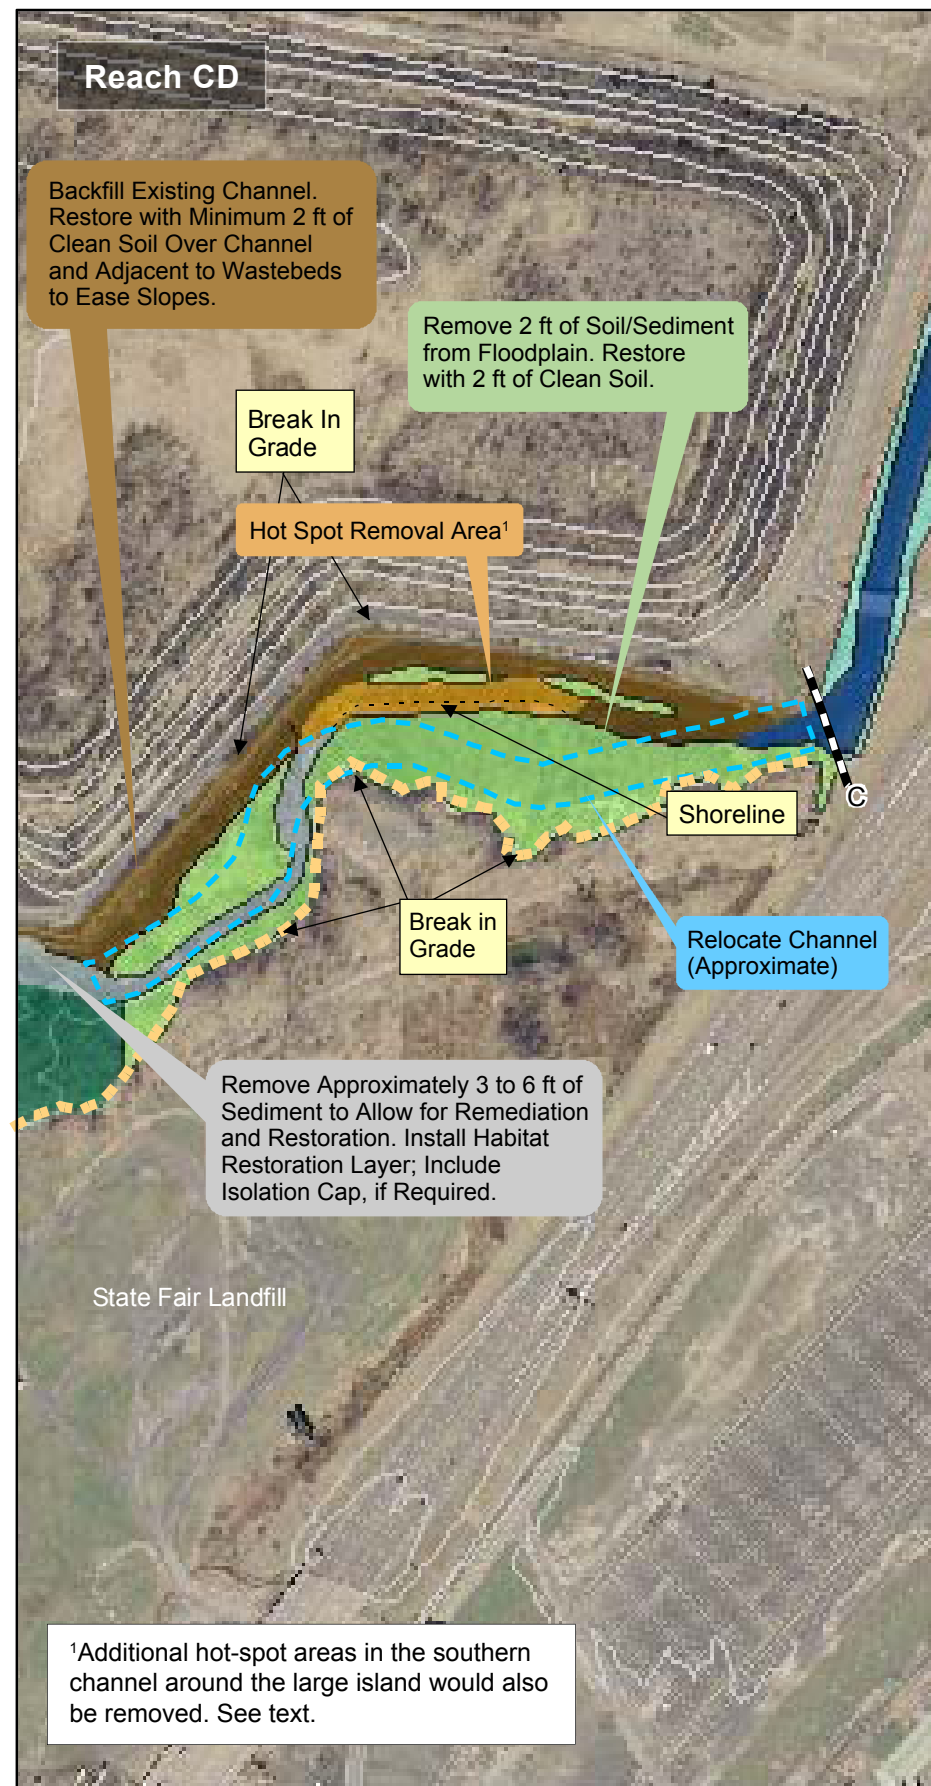 Reach CD
Backfill Existing Channel.
Restore with Minimum 2 ft of
Clean Soil Over Channel
and Adjacent to Wastebeds
to Ease Slopes.
Remove 2 ft of Soil/Sediment
from Floodplain. Restore
with 2 ft of Clean Soil.
Break In
Grade
Hot Spot Removal Area¹
C
Shoreline
Break in
Grade
Relocate Channel
(Approximate)
Remove Approximately 3 to 6 ft of
Sediment to Allow for Remediation
and Restoration. Install Habitat
Restoration Layer; Include
Isolation Cap, if Required.
State Fair Landfill
¹Additional hot-spot areas in the southern
channel around the large island would also
be removed. See text.